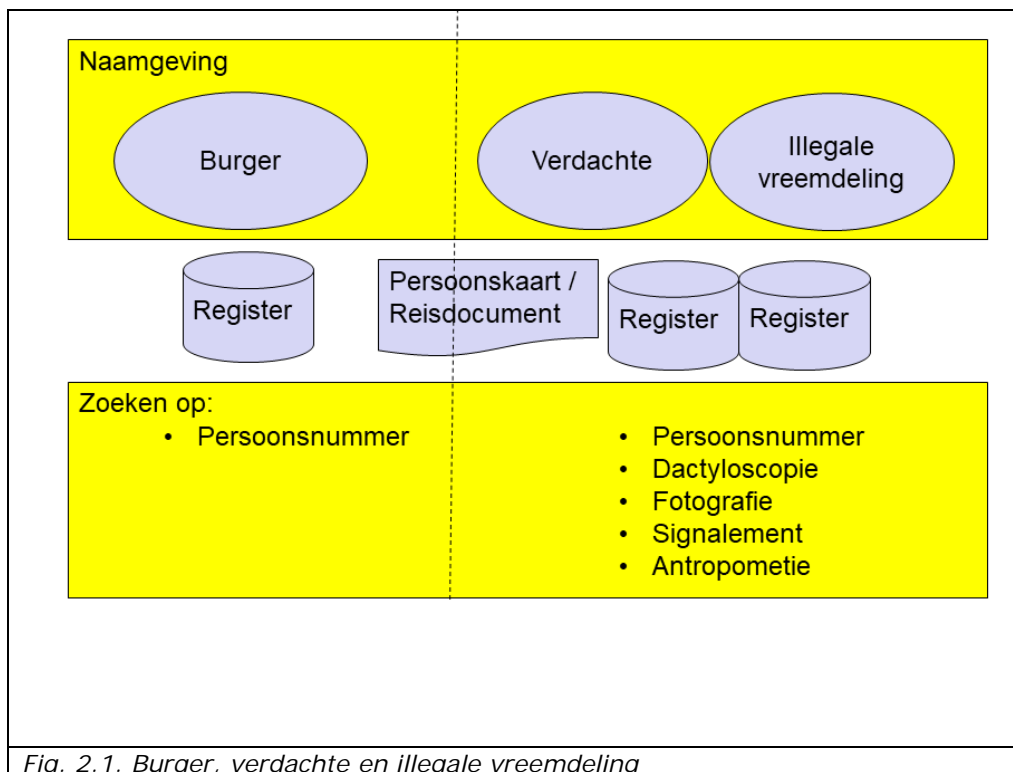 Naamgeving
Burger
Verdachte
Illegale
vreemdeling
Register
Persoonskaart /
Reisdocument
Register
Register
Zoeken op:
• Persoonsnummer
• Persoonsnummer
• Dactyloscopie
• Fotografie
• Signalement
• Antropometie
Fig. 2.1. Burger, verdachte en illegale vreemdeling